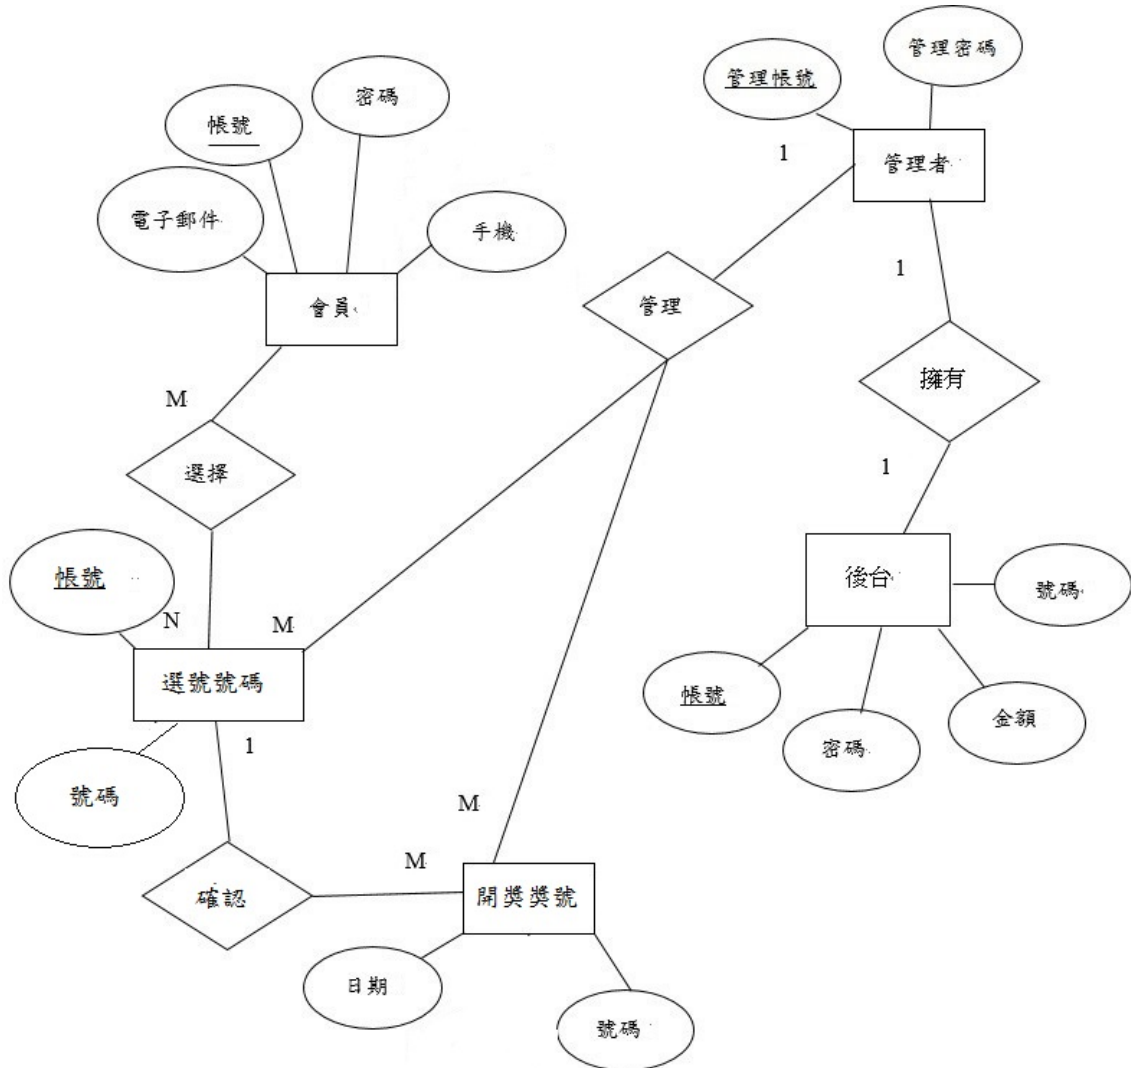 管理密碼
管理帳號
密碼
帳號
1
管理者
電子郵件
手機
1
會員
管理
擁有
M
1
選擇
帳號
後台
號碼
N
M
選號號碼
帳號
金額
1
密碼
號碼
M
M
確認
開獎獎號
日期
號碼